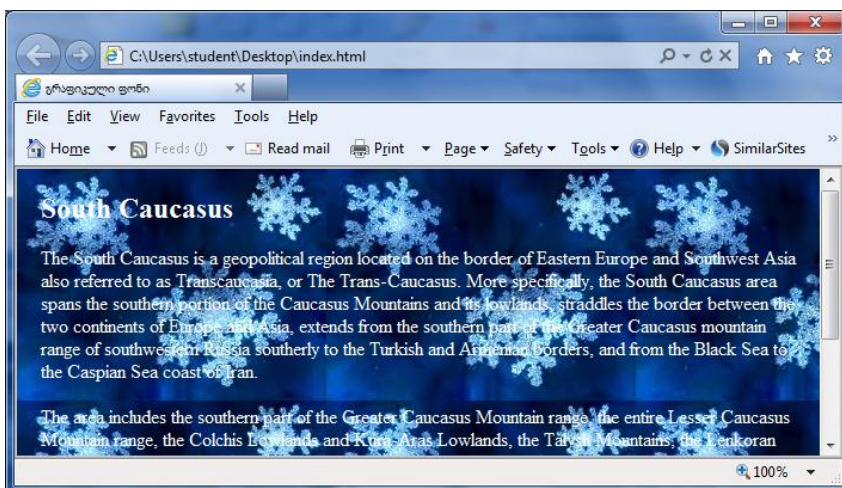 C:\Users\student\Desktop\index.html
გრაფიკული ფონი
File Edit View Favorites Tools Help
Home Feeds (J) Read mail Print Page Safety Tools Help SimilarSites
South Caucasus
The South Caucasus is a geopolitical region located on the border of Eastern Europe and Southwest Asia
also referred to as Transcaucasia, or The Trans-Caucasus. More specifically, the South Caucasus area
spans the southern portion of the Caucasus Mountains and its lowlands, straddles the border between the
two continents of Europe and Asia, extends from the southern part of the Greater Caucasus mountain
range of southwestern Russia southerly to the Turkish and Armenian borders, and from the Black Sea to
the Caspian Sea coast of Iran.
The area includes the southern part of the Greater Caucasus Mountain range, the entire Lesser Caucasus
Mountain range, the Colchis Lowlands and Kura-Aras Lowlands, the Talysh Mountains, the Lenkoran
100%